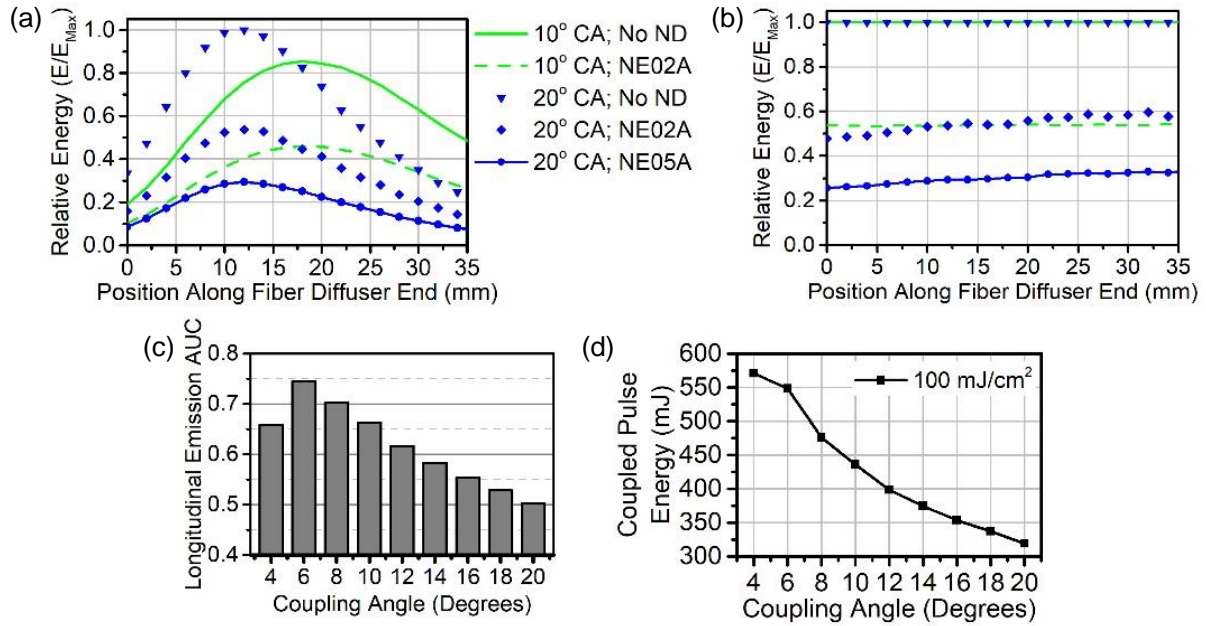 (a)
Relative Energy (E/E_Max)
1.0
0.8
0.6
0.4
0.2
0.0
0 5 10 15 20 25 30 35
Position Along Fiber Diffuser End (mm)
10° CA; No ND
10° CA; NE02A
20° CA; No ND
20° CA; NE02A
20° CA; NE05A
(b)
Relative Energy (E/E_Max)
1.0
0.8
0.6
0.4
0.2
0.0
0 5 10 15 20 25 30 35
Position Along Fiber Diffuser End (mm)
(c)
Longitudinal Emission AUC
0.8
0.7
0.6
0.5
0.4
4 6 8 10 12 14 16 18 20
Coupling Angle (Degrees)
(d)
Coupled Pulse
Energy (mJ)
600
550
500
450
400
350
300
100 mJ/cm²
4 6 8 10 12 14 16 18 20
Coupling Angle (Degrees)